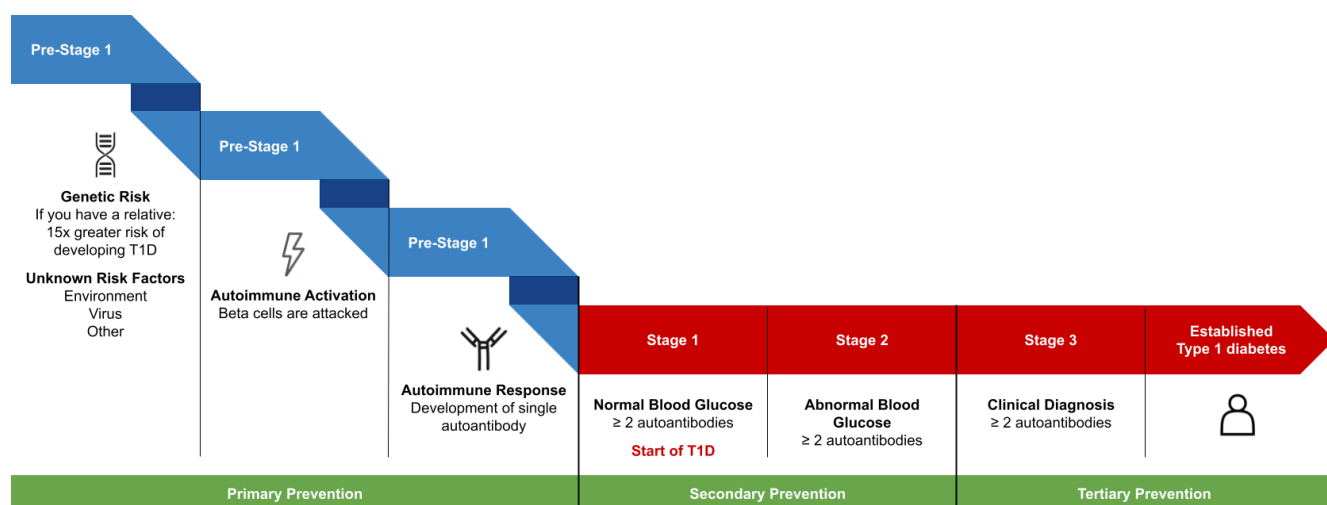 Pre-Stage 1
Genetic Risk
If you have a relative:
15x greater risk of
developing T1D
Unknown Risk Factors
Environment
Virus
Other
Pre-Stage 1
Autoimmune Activation
Beta cells are attacked
Pre-Stage 1
Autoimmune Response
Development of single
autoantibody
Stage 1
Normal Blood Glucose
≥ 2 autoantibodies
Start of T1D
Stage 2
Abnormal Blood
Glucose
≥ 2 autoantibodies
Stage 3
Clinical Diagnosis
≥ 2 autoantibodies
Established
Type 1 diabetes
Primary Prevention
Secondary Prevention
Tertiary Prevention